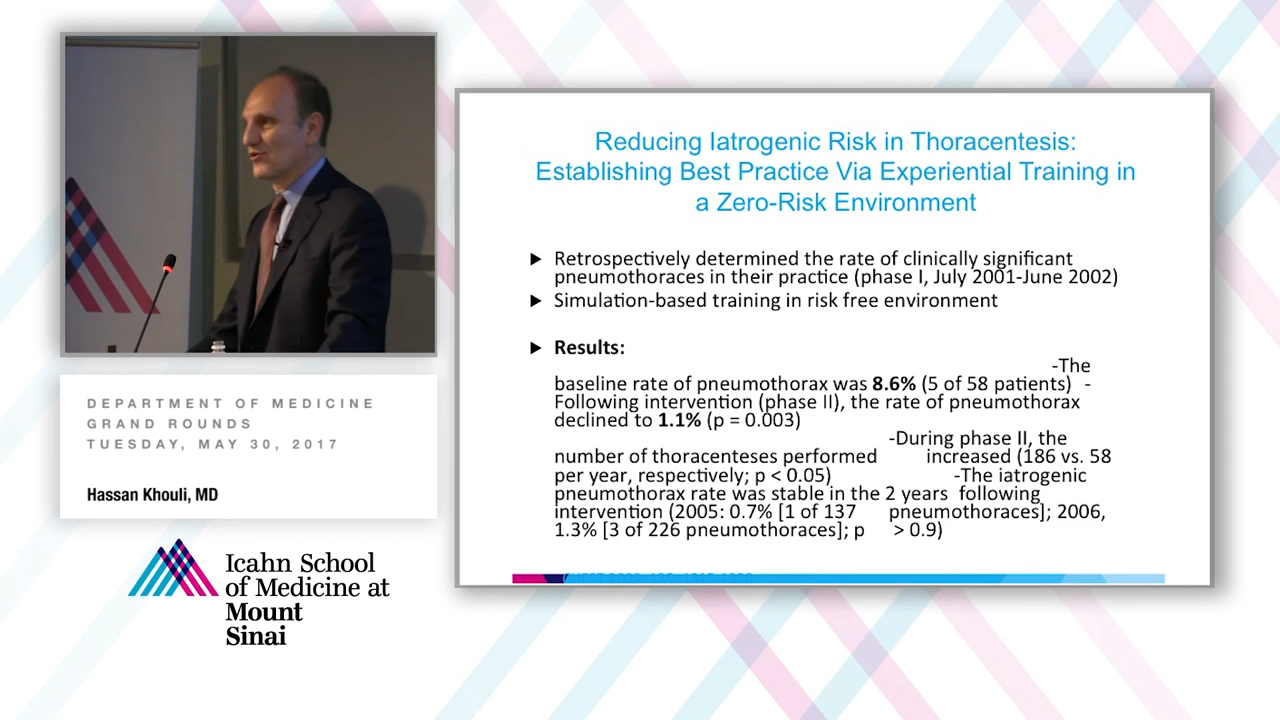 DEPARTMENT OF MEDICINE
GRAND ROUNDS
TUESDAY, MAY 30, 2017
Hassan Khouli, MD
Icahn School
of Medicine at
Mount
Sinai
Reducing Iatrogenic Risk in Thoracentesis:
Establishing Best Practice Via Experiential Training in
a Zero-Risk Environment
▶ Retrospectively determined the rate of clinically significant
pneumothoraces in their practice (phase I, July 2001-June 2002)
▶ Simulation-based training in risk free environment
▶ Results:
-The
baseline rate of pneumothorax was 8.6% (5 of 58 patients) -
Following intervention (phase II), the rate of pneumothorax
declined to 1.1% (p = 0.003)
-During phase II, the
number of thoracenteses performed increased (186 vs. 58
per year, respectively; p < 0.05) -The iatrogenic
pneumothorax rate was stable in the 2 years following
intervention (2005: 0.7% [1 of 137 pneumothoraces]; 2006,
1.3% [3 of 226 pneumothoraces]; p > 0.9)